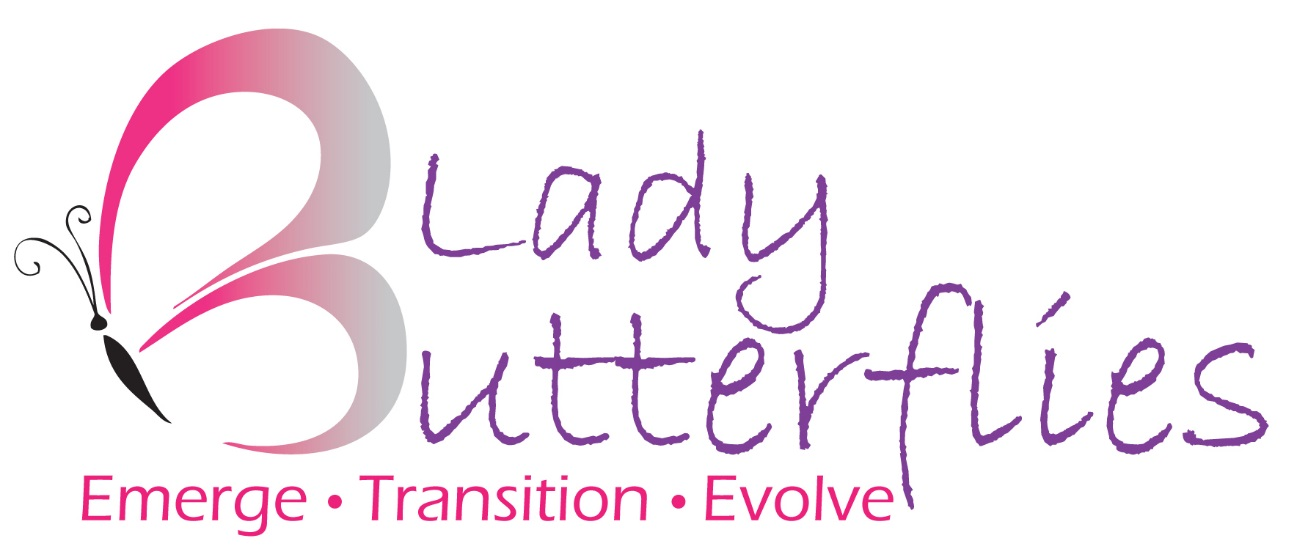 Lady
Butterflies
Emerge • Transition • Evolve